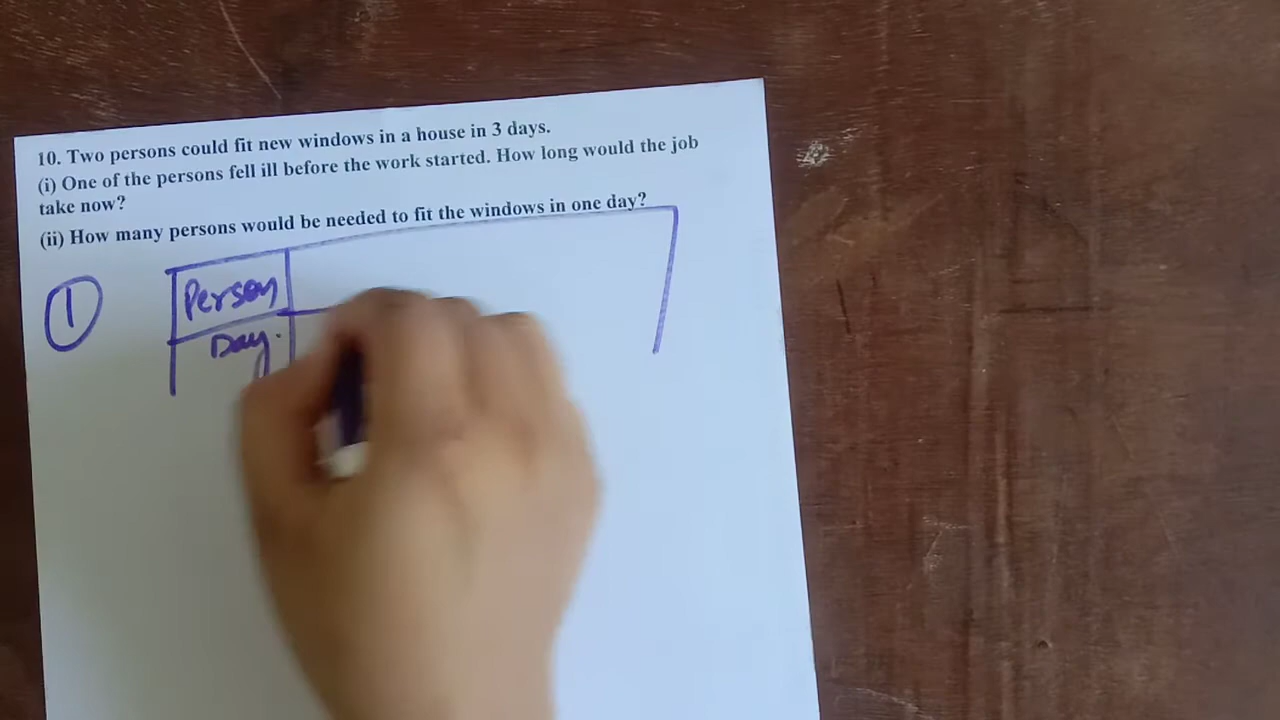 10. Two persons could fit new windows in a house in 3 days.
(i) One of the persons fell ill before the work started. How long would the job
take now?
(ii) How many persons would be needed to fit the windows in one day?
1
Person
Day.